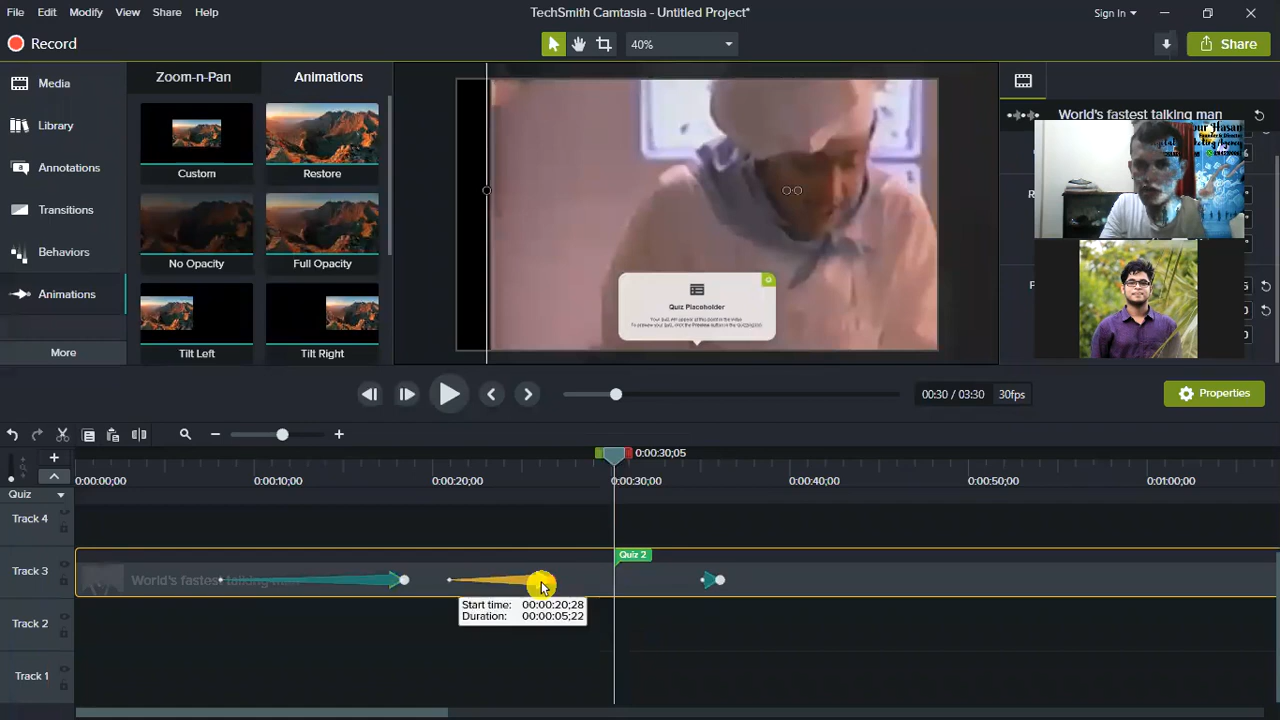 File Edit Modify View Share Help
TechSmith Camtasia - Untitled Project*
Sign In
Record
40%
Share
Media
Library
Annotations
Transitions
Behaviors
Animations
More
Zoom-n-Pan
Animations
Custom
Restore
No Opacity
Full Opacity
Tilt Left
Tilt Right
Quiz Placeholder
World's fastest talking man
00:30 / 03:30
30fps
Properties
0:00:30;05
0:00:00;00
0:00:10;00
0:00:20;00
0:00:30;00
0:00:40;00
0:00:50;00
0:01:00;00
Quiz
Track 4
Track 3
Track 2
Track 1
World's fastest talking m
Quiz 2
Start time: 00:00:20;28
Duration: 00:00:05;22